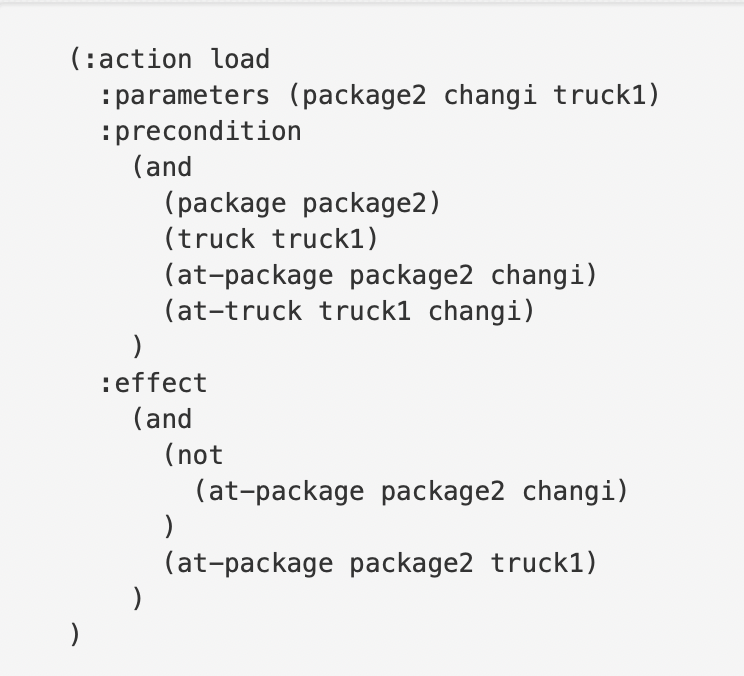 (:action load
:parameters (package2 changi truck1)
:precondition
(and
(package package2)
(truck truck1)
(at-package package2 changi)
(at-truck truck1 changi)
)
:effect
(and
(not
(at-package package2 changi)
)
(at-package package2 truck1)
)
)